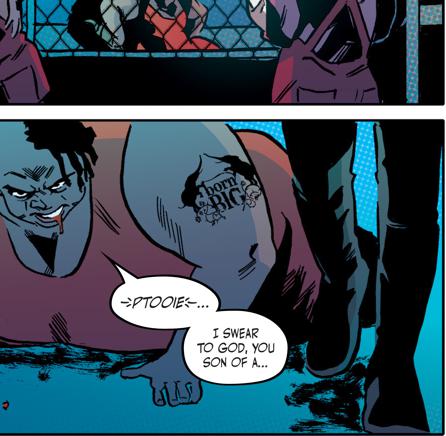 born
BIG
-PTOOIE-...
I SWEAR
TO GOD, YOU
SON OF A...